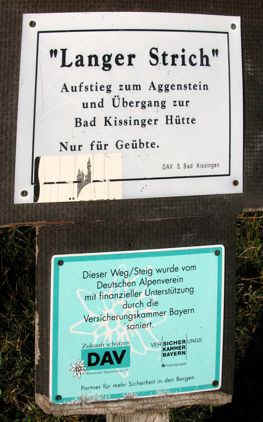 "Langer Strich"
Aufstieg zum Aggenstein
und Übergang zur
Bad Kissinger Hütte
Nur für Geübte.
DAV S. Bad Kissingen
Dieser Weg/Steig wurde vom
Deutschen Alpenverein
mit finanzieller Unterstützung
durch die
Versicherungskammer Bayern
saniert.
Zukunft schützen
DAV
VERSICHERUNGS
KAMMER
BAYERN
Partner für mehr Sicherheit in den Bergen